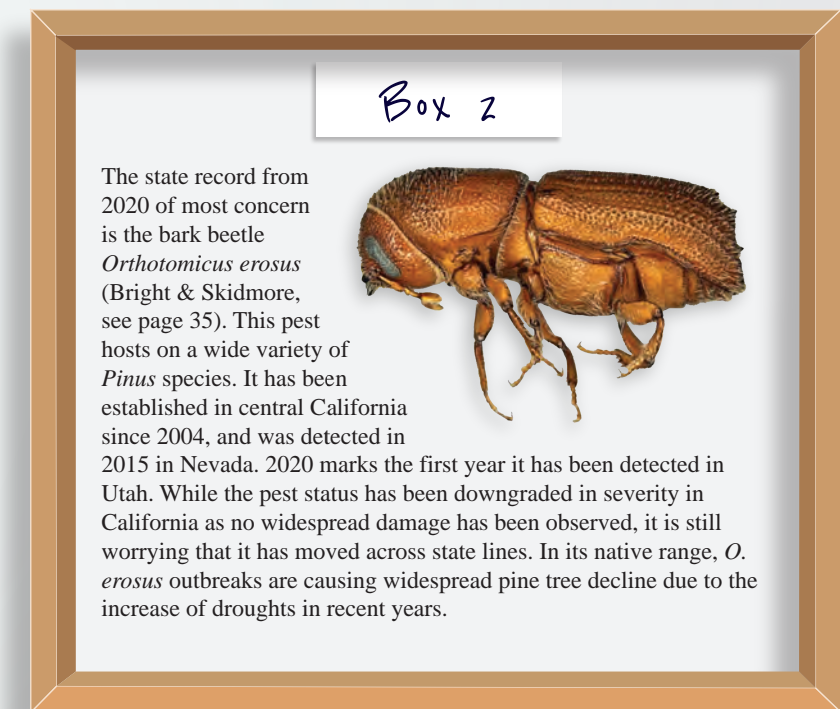 Box 2
The state record from
2020 of most concern
is the bark beetle
Orthotomicus erosus
(Bright & Skidmore,
see page 35). This pest
hosts on a wide variety of
Pinus species. It has been
established in central California
since 2004, and was detected in
2015 in Nevada. 2020 marks the first year it has been detected in
Utah. While the pest status has been downgraded in severity in
California as no widespread damage has been observed, it is still
worrying that it has moved across state lines. In its native range, O.
erosus outbreaks are causing widespread pine tree decline due to the
increase of droughts in recent years.